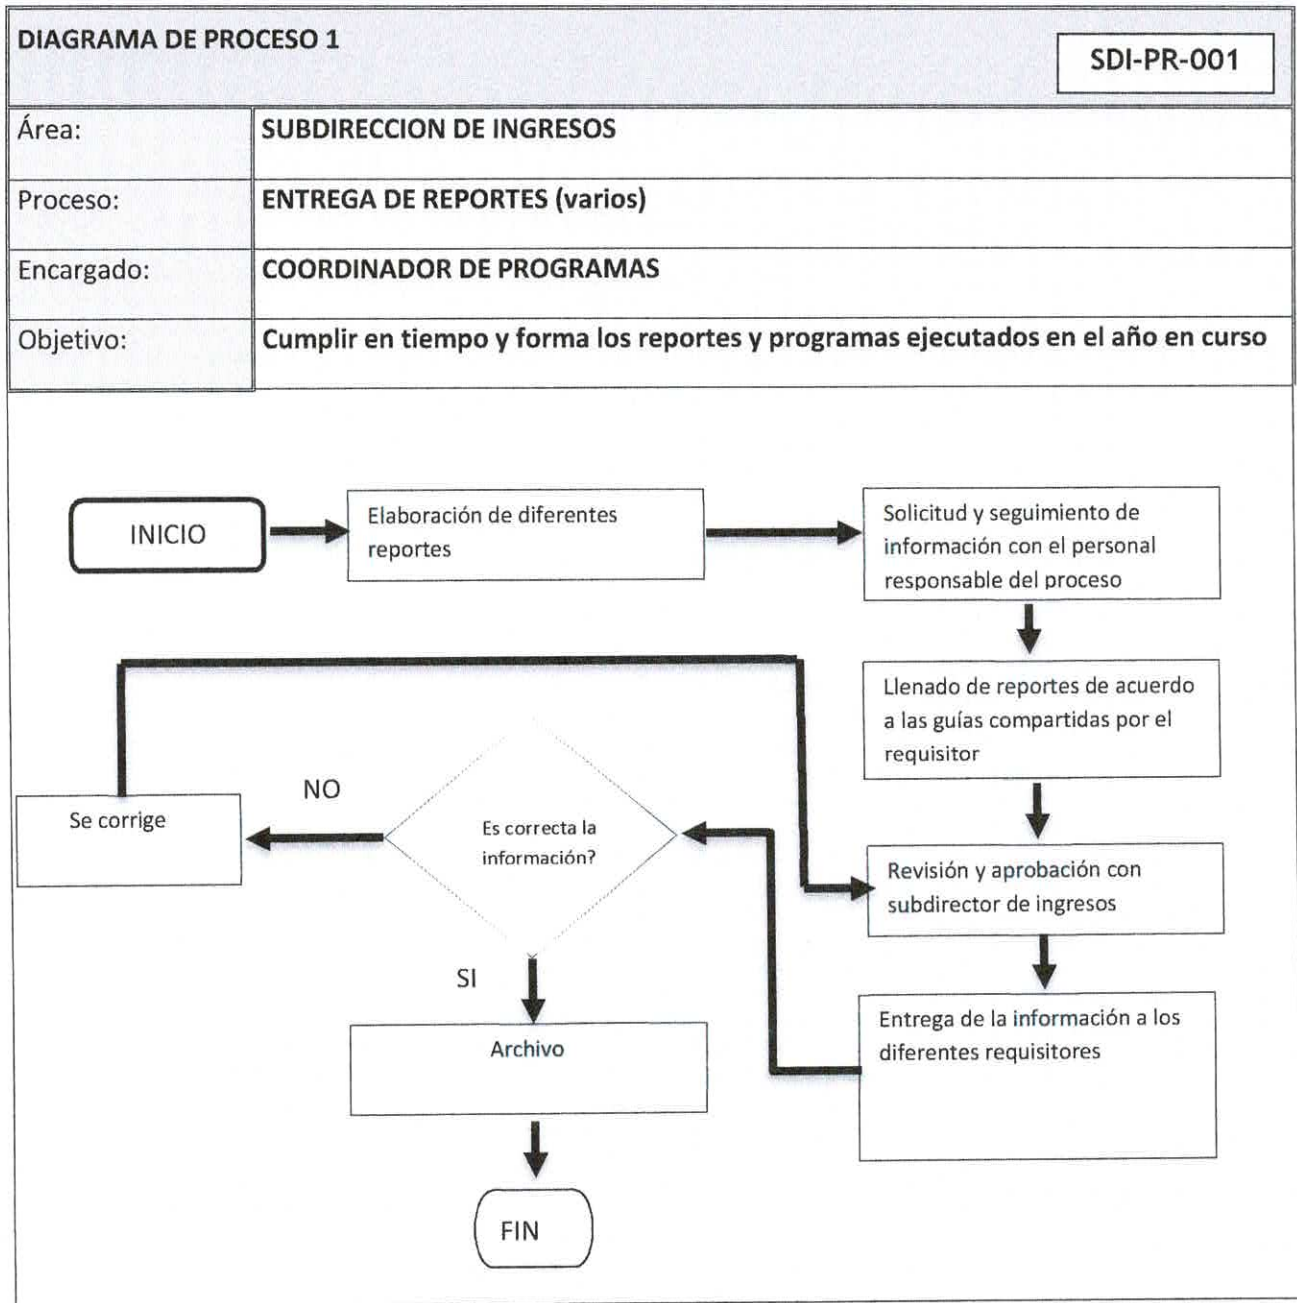 DIAGRAMA DE PROCESO 1
SDI-PR-001
Área:
SUBDIRECCION DE INGRESOS
Proceso:
ENTREGA DE REPORTES (varios)
Encargado:
COORDINADOR DE PROGRAMAS
Objetivo:
Cumplir en tiempo y forma los reportes y programas ejecutados en el año en curso
INICIO
Elaboración de diferentes
reportes
Solicitud y seguimiento de
información con el personal
responsable del proceso
Llenado de reportes de acuerdo
a las guías compartidas por el
requisitor
Revisión y aprobación con
subdirector de ingresos
Entrega de la información a los
diferentes requisitores
Es correcta la
información?
NO
Se corrige
SI
Archivo
FIN